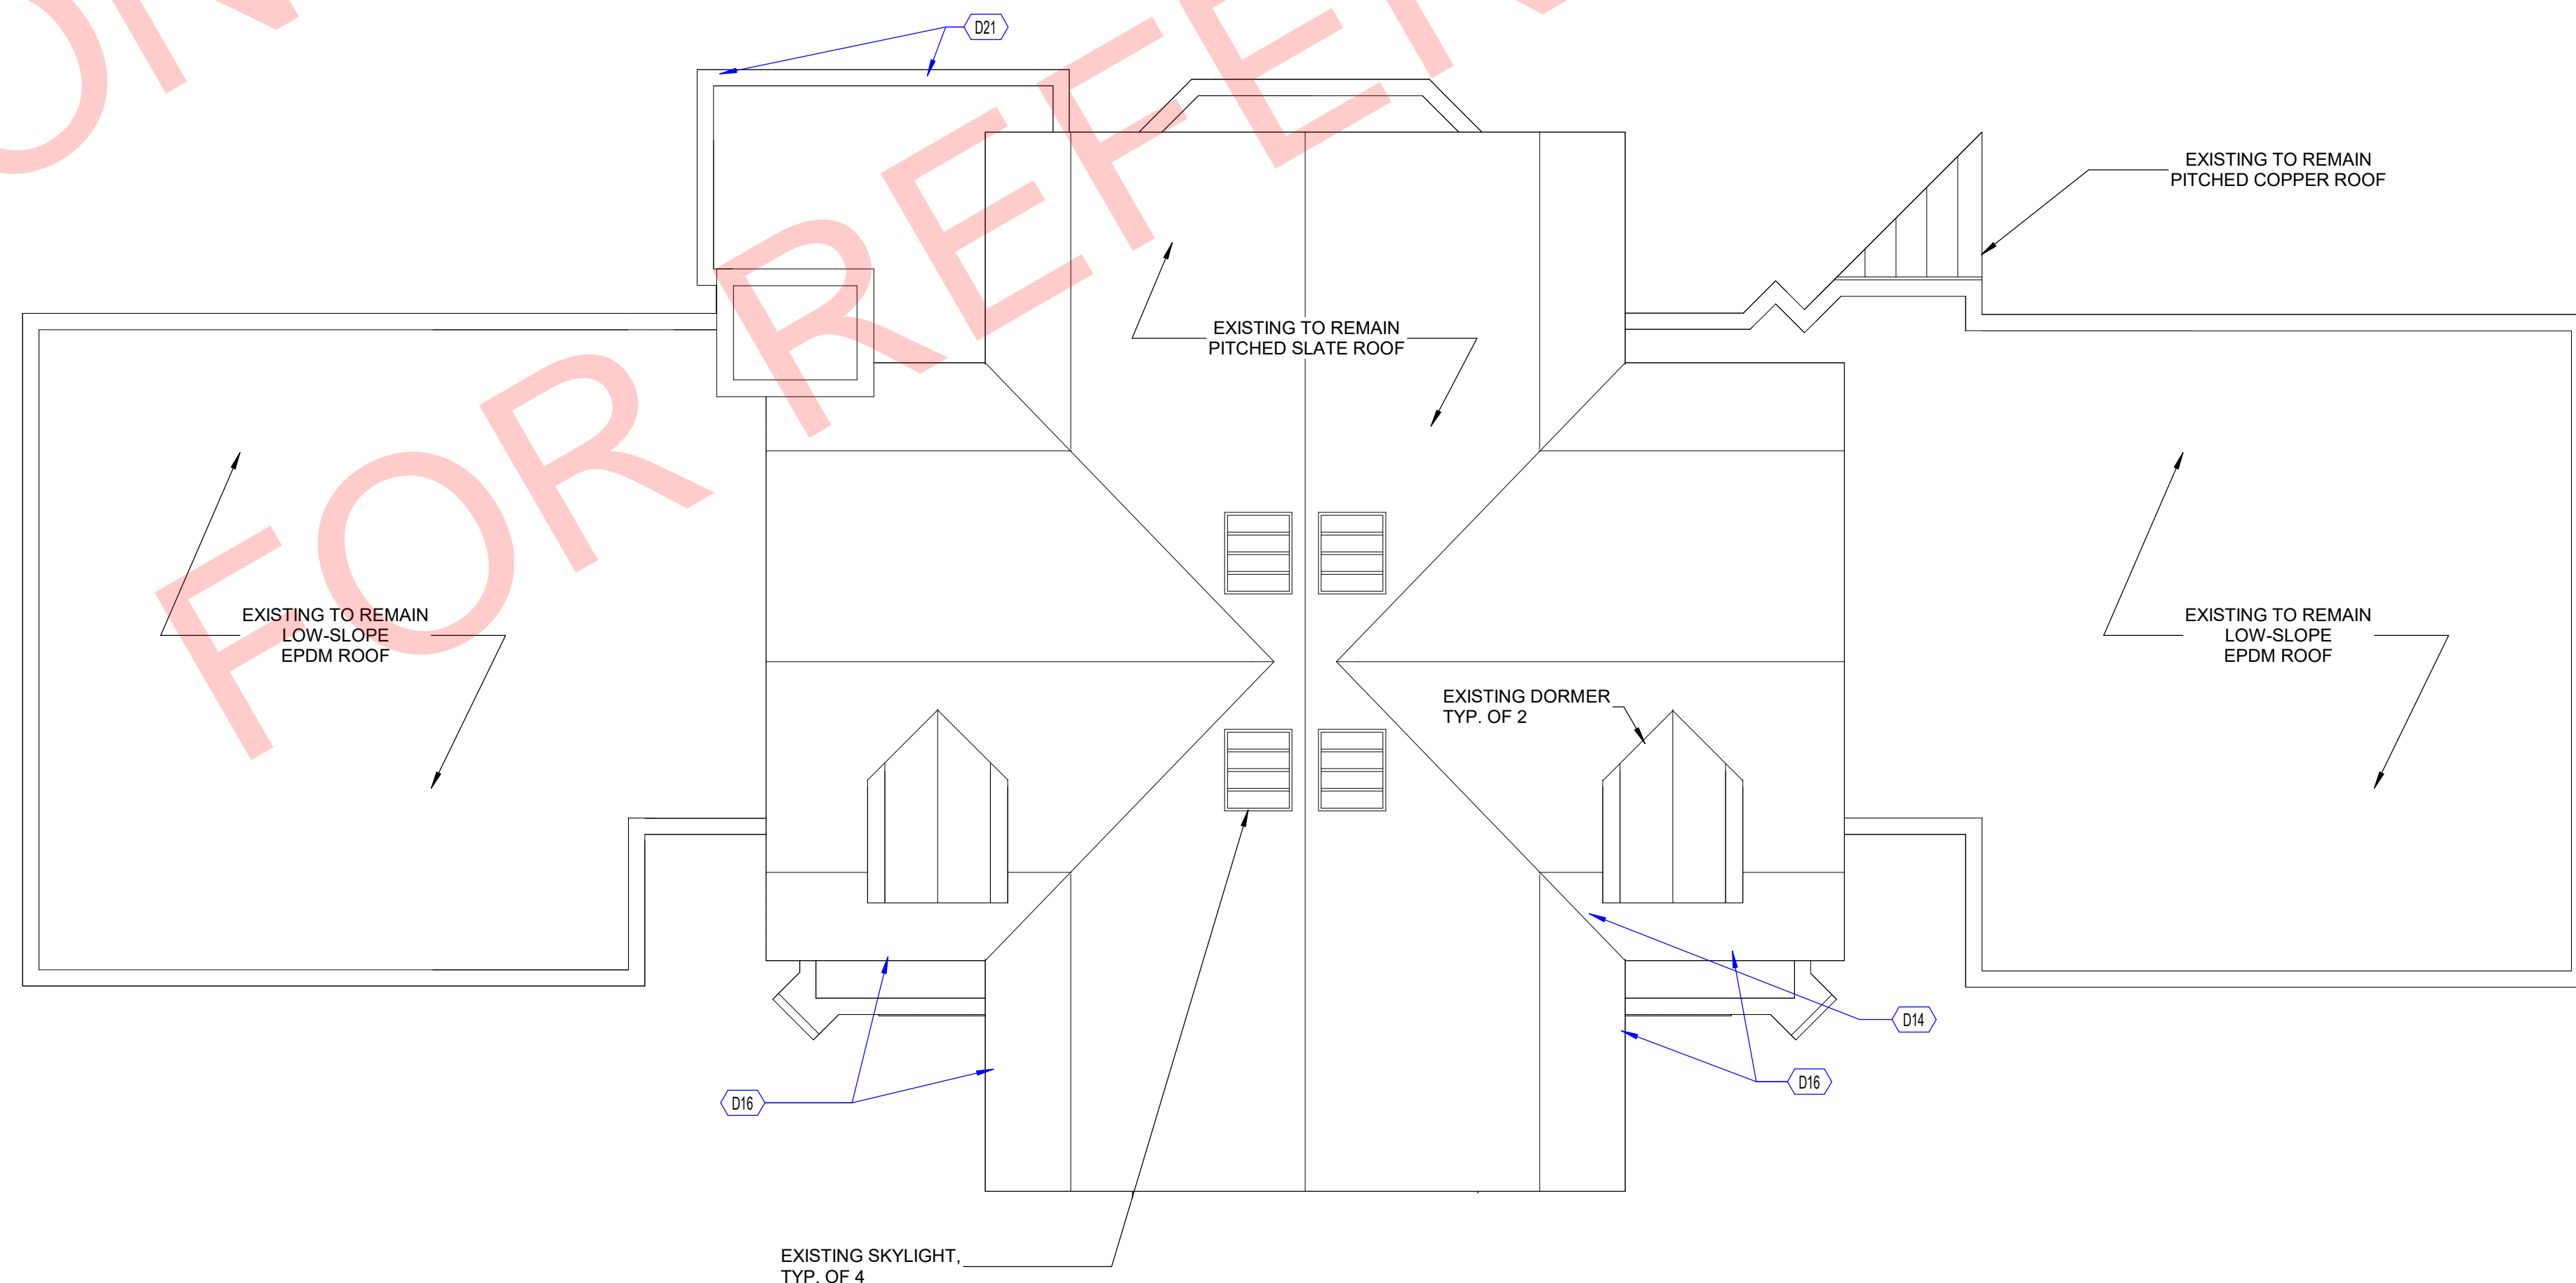 FOR REFEREN
ON
D21
EXISTING TO REMAIN
PITCHED COPPER ROOF
EXISTING TO REMAIN
PITCHED SLATE ROOF
EXISTING TO REMAIN
LOW-SLOPE
EPDM ROOF
EXISTING TO REMAIN
LOW-SLOPE
EPDM ROOF
EXISTING DORMER
TYP. OF 2
D14
D16
D16
EXISTING SKYLIGHT,
TYP. OF 4